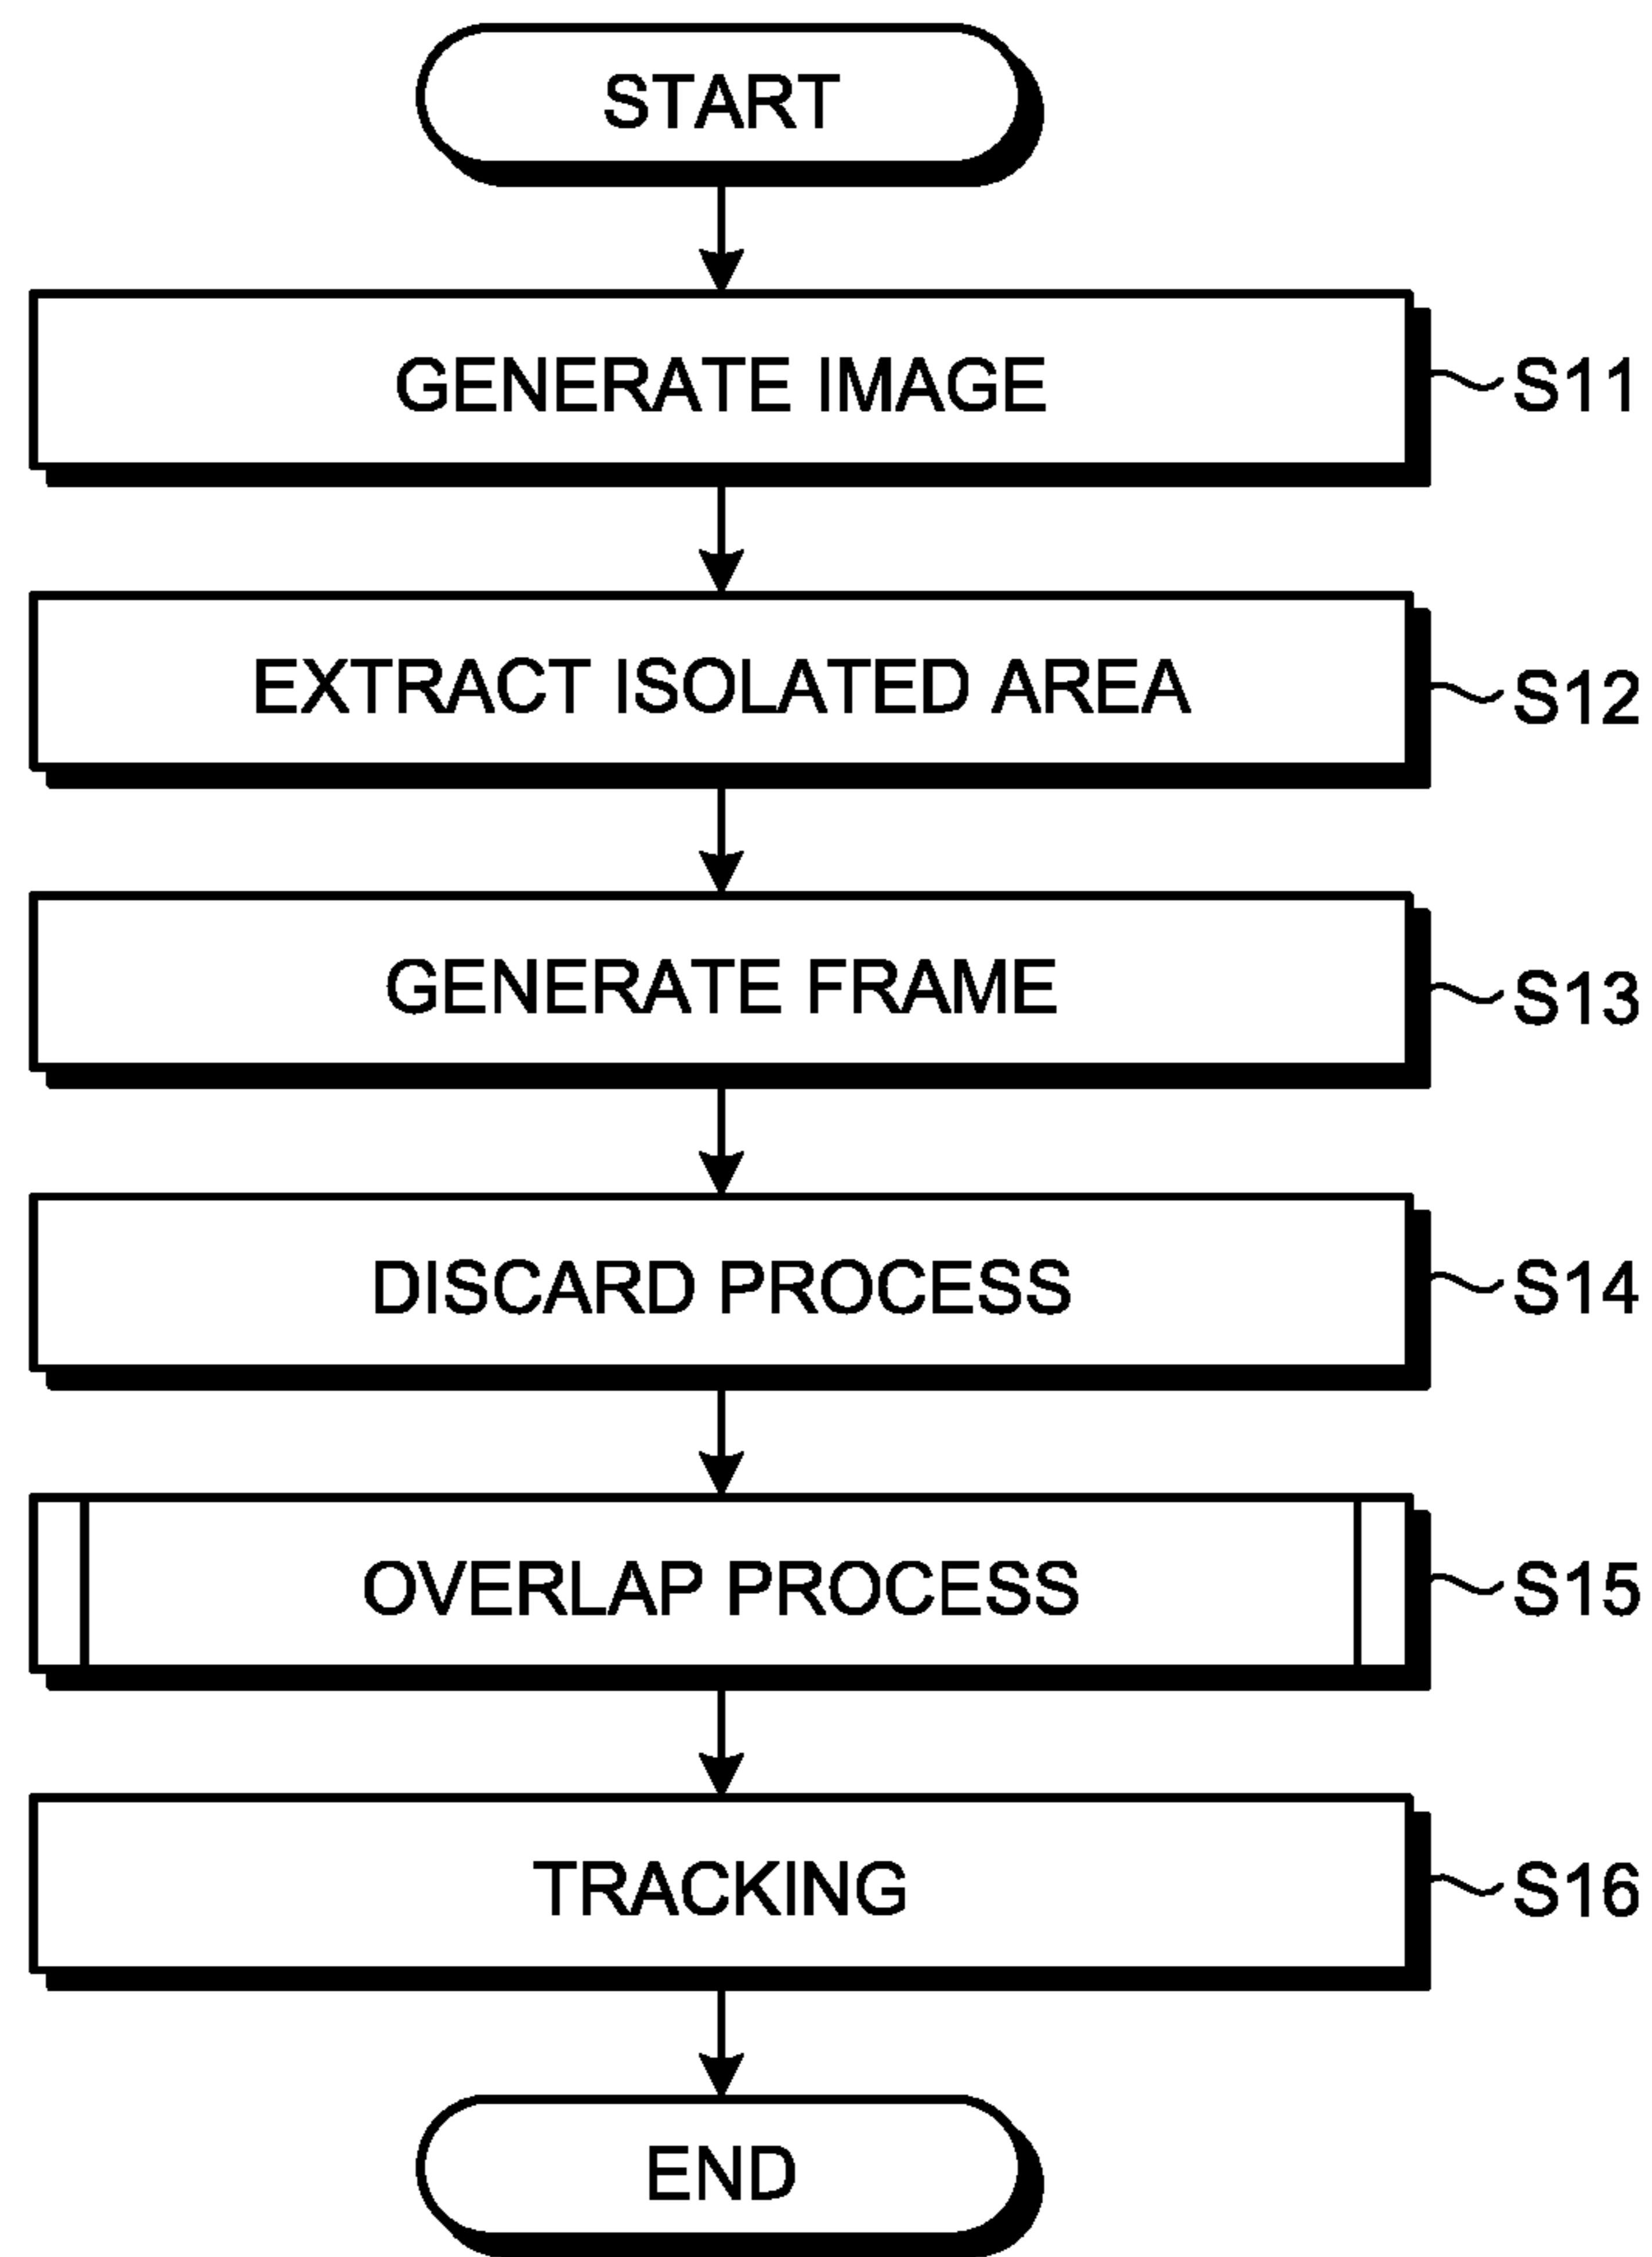 START
GENERATE IMAGE S11
EXTRACT ISOLATED AREA S12
GENERATE FRAME S13
DISCARD PROCESS S14
OVERLAP PROCESS S15
TRACKING S16
END